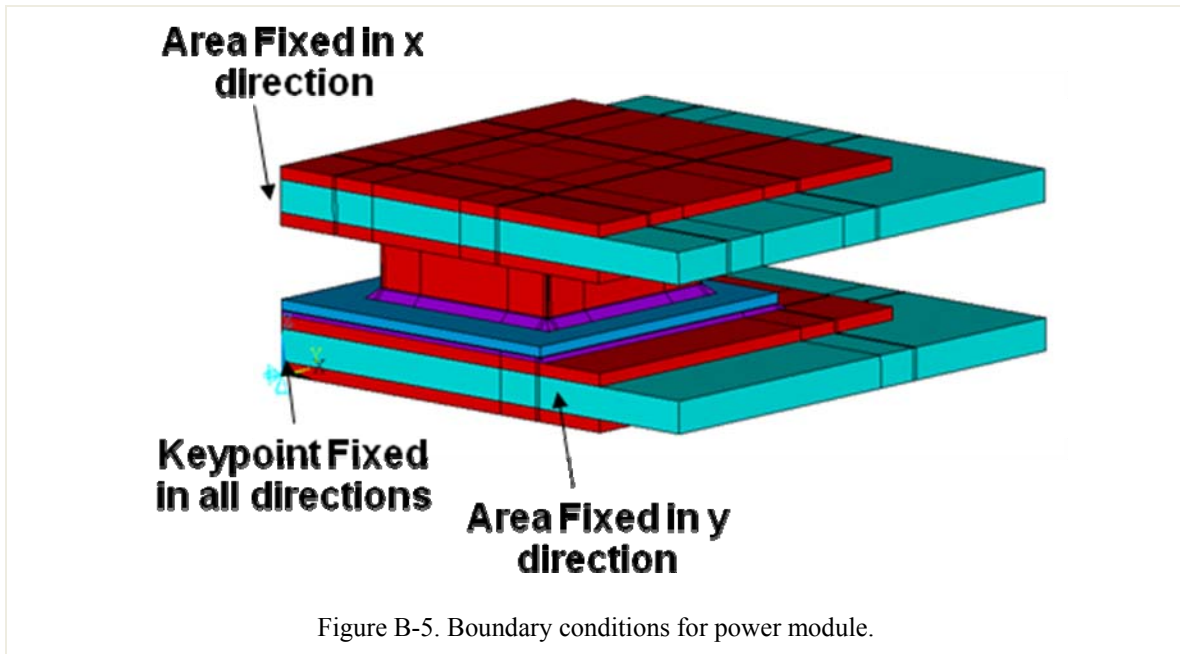 Area Fixed in x
direction
Y
X
Keypoint Fixed
in all directions
Area Fixed in y
direction
Figure B-5. Boundary conditions for power module.